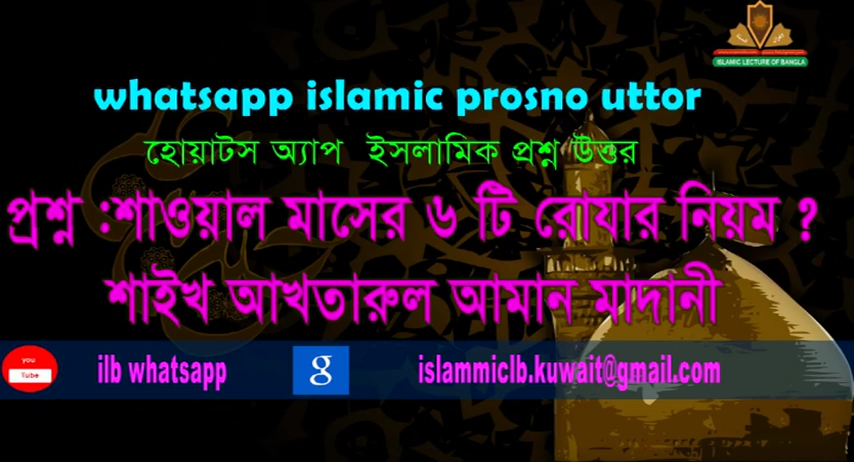 ISLAMIC LECTURE OF BANGLA
whatsapp islamic prosno uttor
হোয়াটস অ্যাপ ইসলামিক প্রশ্ন উত্তর
প্রশ্ন :শাওয়াল মাসের ৬ টি রোযার নিয়ম ?
শাইখ আখতারুল আমান মাদানী
you
Tube
ilb whatsapp
g
islammiclb.kuwait@gmail.com